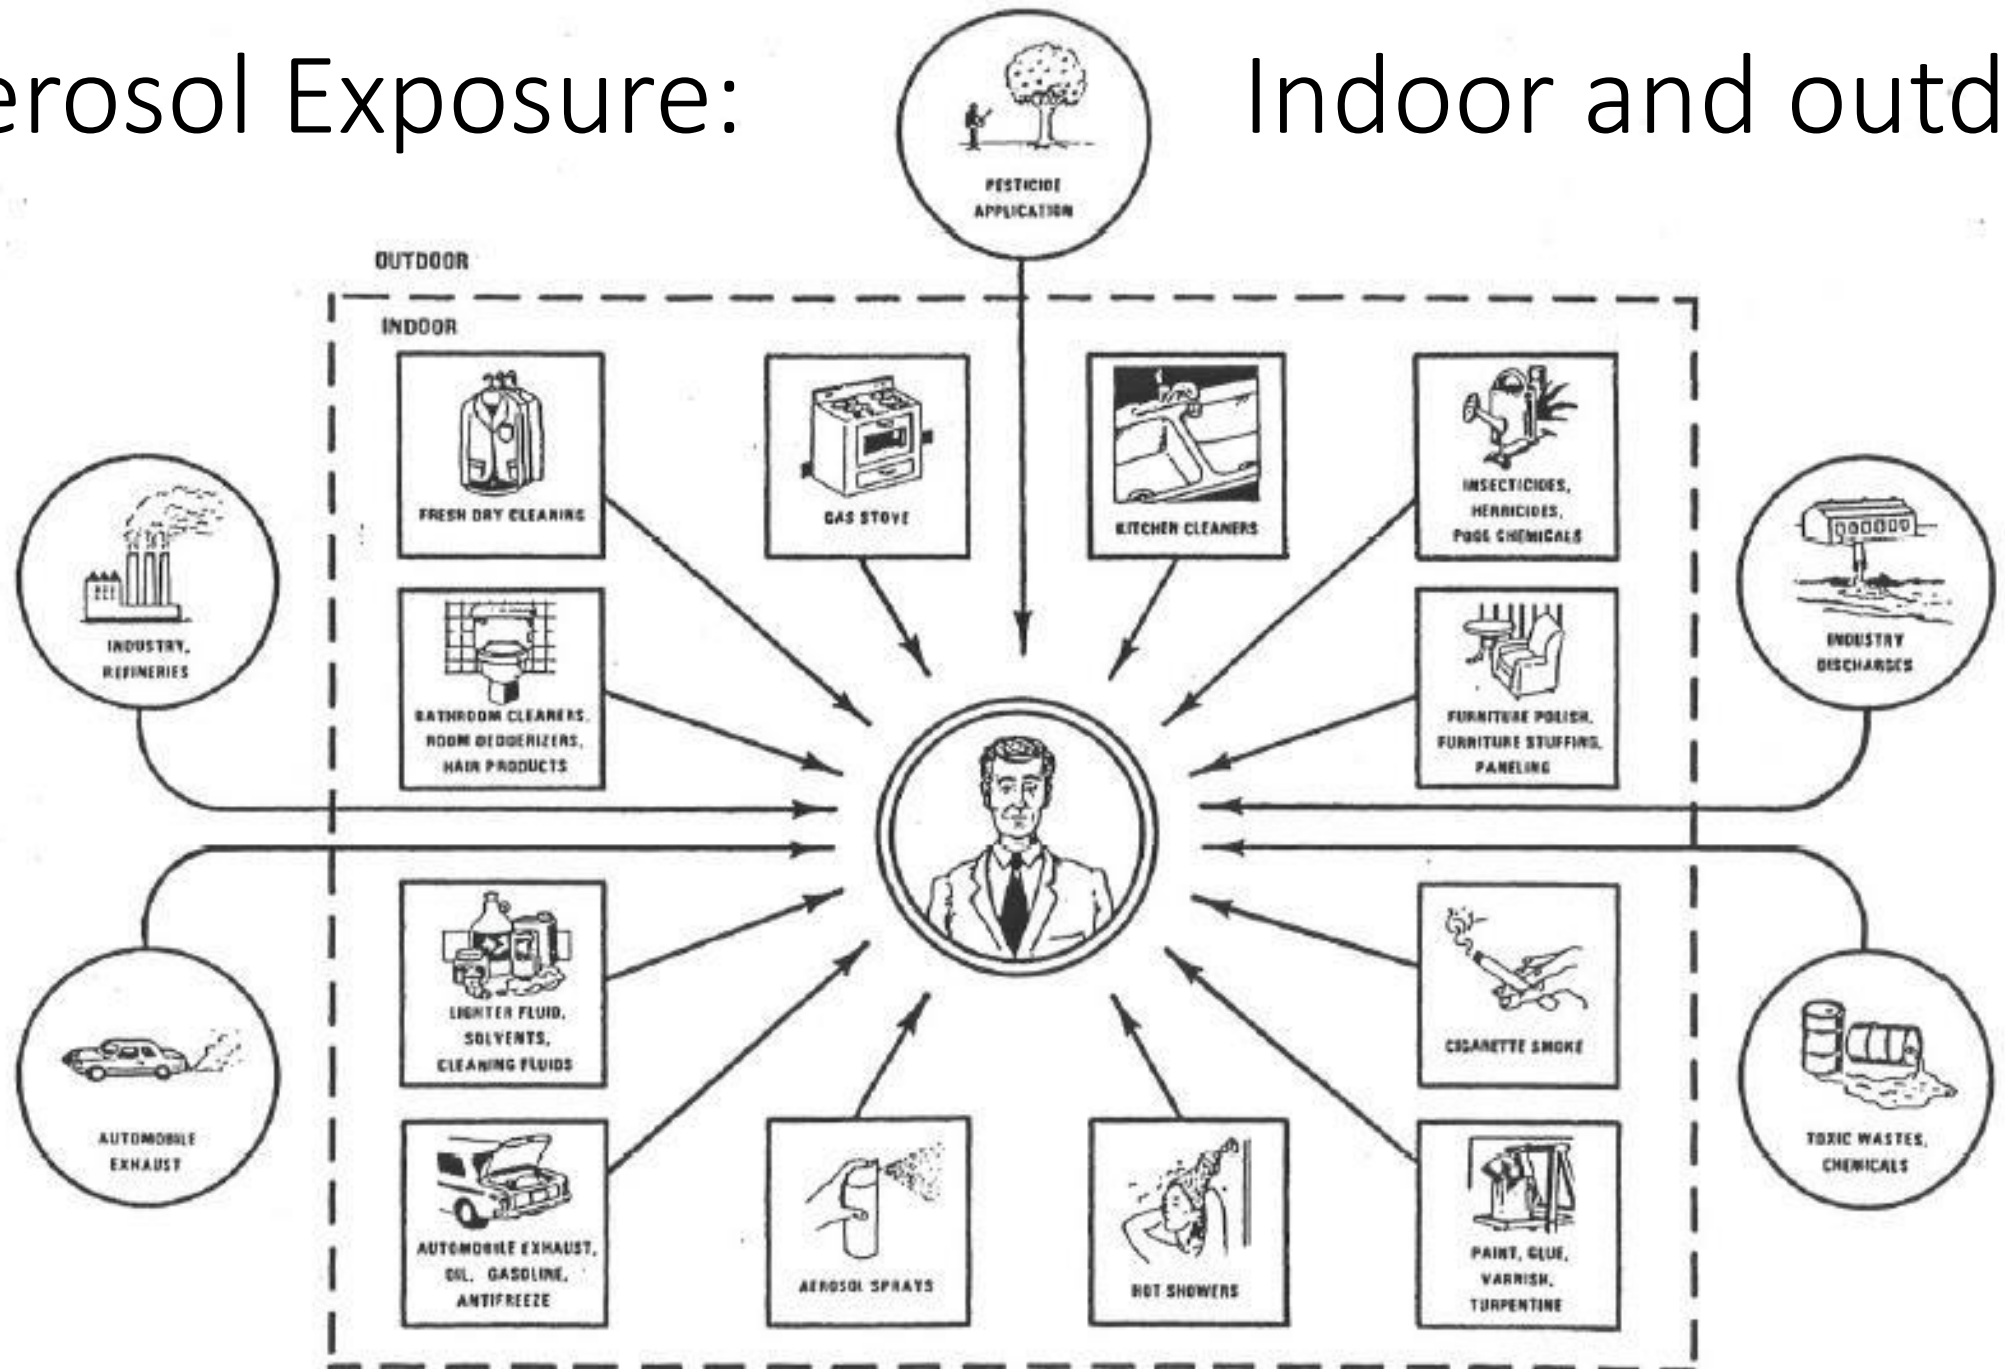 erosol Exposure:
Indoor and outd
PESTICIDE
APPLICATION
OUTDOOR
INDOOR
FRESH DRY CLEANING
GAS STOVE
KITCHEN CLEANERS
INSECTICIDES,
HERBICIDES,
POOL CHEMICALS
INDUSTRY,
REFINERIES
BATHROOM CLEANERS,
ROOM DEODERIZERS,
HAIR PRODUCTS
FURNITURE POLISH,
FURNITURE STUFFING,
PANELING
INDUSTRY
DISCHARGES
AUTOMOBILE
EXHAUST
LIGHTER FLUID,
SOLVENTS,
CLEANING FLUIDS
CIGARETTE SMOKE
TOXIC WASTES,
CHEMICALS
AUTOMOBILE EXHAUST,
OIL, GASOLINE,
ANTIFREEZE
AEROSOL SPRAYS
HOT SHOWERS
PAINT, GLUE,
VARNISH,
TURPENTINE